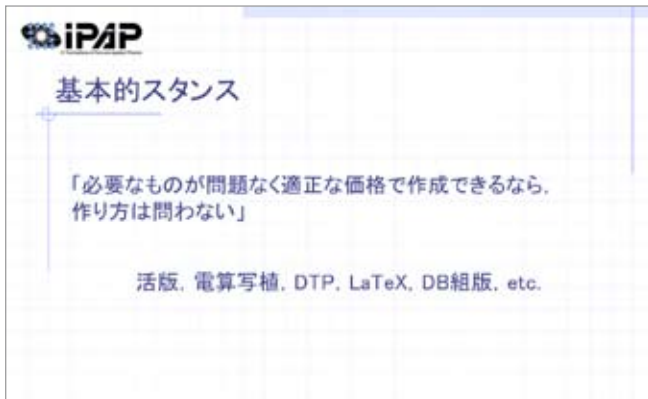 iPAP
基本的スタンス
「必要なものが問題なく適正な価格で作成できるなら,
作り方は問わない」
活版, 電算写植, DTP, LaTeX, DB組版, etc.